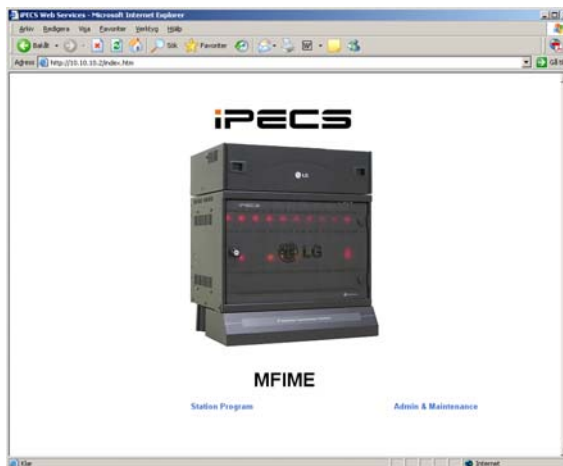 iPECS Web Services - Microsoft Internet Explorer
Arkiv Redigera Visa Favoriter Verktyg Hjälp
Bakåt Sök Favoriter
Adress http://10.10.10.2/index.htm Gå till
iPECS
LG
iPECS
LG
MFIME
Station Program Admin & Maintenance
Klar Internet